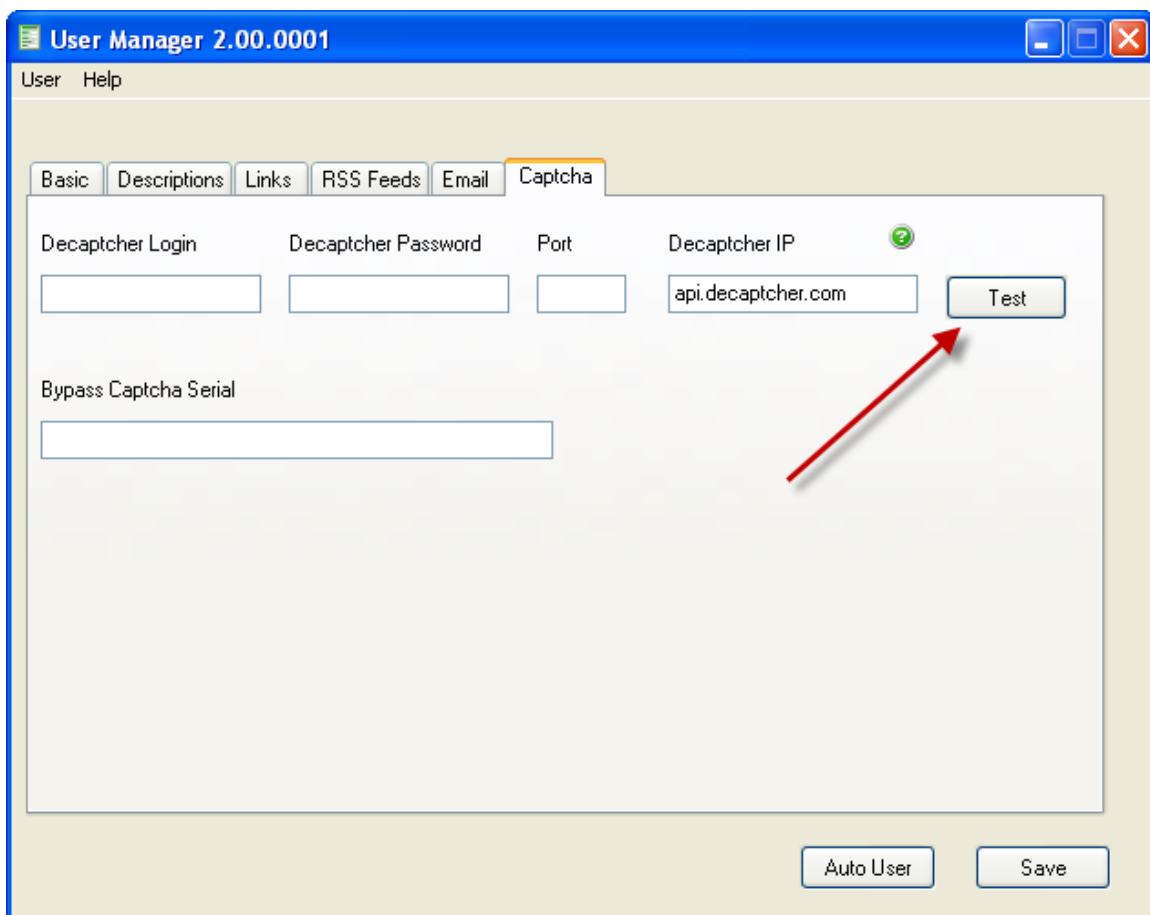 User Manager 2.00.0001
User Help
Basic Descriptions Links RSS Feeds Email Captcha
Decaptcher Login Decaptcher Password Port Decaptcher IP ?
api.decaptcher.com Test
Bypass Captcha Serial
Auto User Save